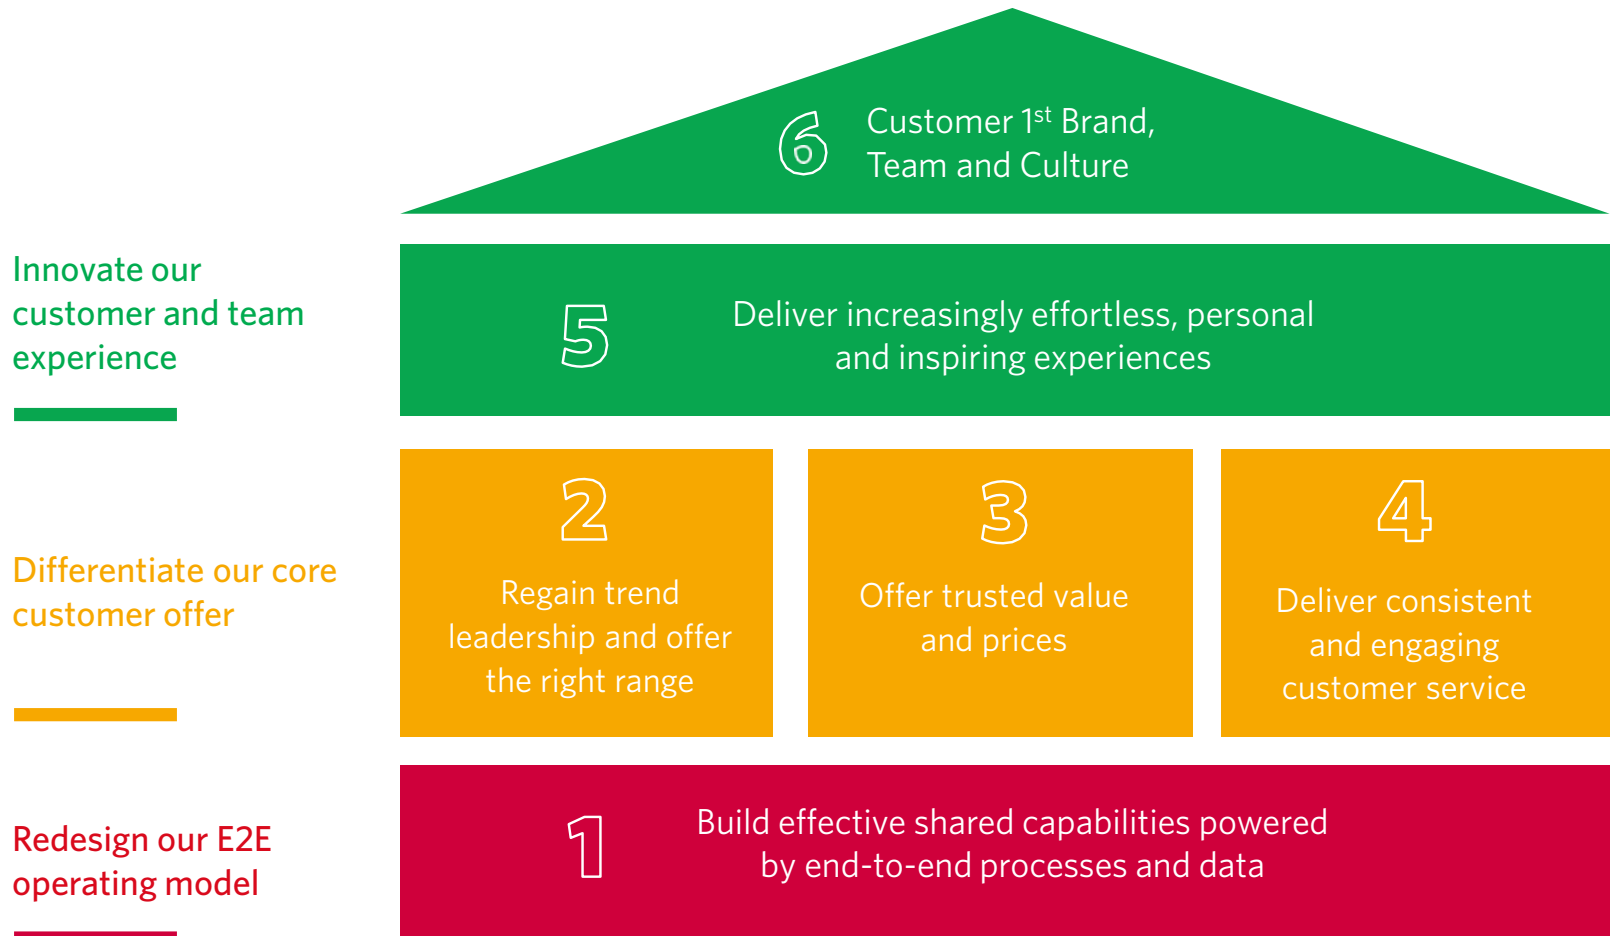 6
Customer 1st Brand,
Team and Culture
Innovate our
customer and team
experience
5
Deliver increasingly effortless, personal
and inspiring experiences
Differentiate our core
customer offer
2
Regain trend
leadership and offer
the right range
3
Offer trusted value
and prices
4
Deliver consistent
and engaging
customer service
Redesign our E2E
operating model
1
Build effective shared capabilities powered
by end-to-end processes and data